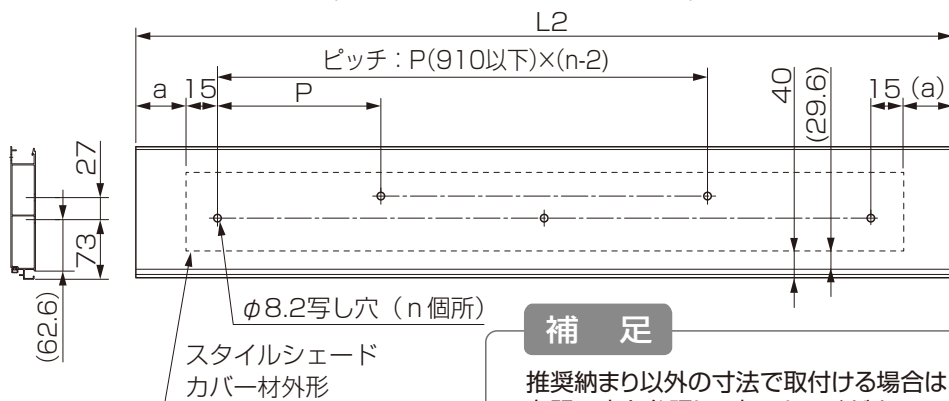 L2
ピッチ：P(910以下)×(n-2)
a
15
P
40
(29.6)
15
(a)
27
73
(62.6)
φ8.2写し穴（n個所）
スタイルシェード
カバー材外形
補 足
推奨納まり以外の寸法で取付ける場合は